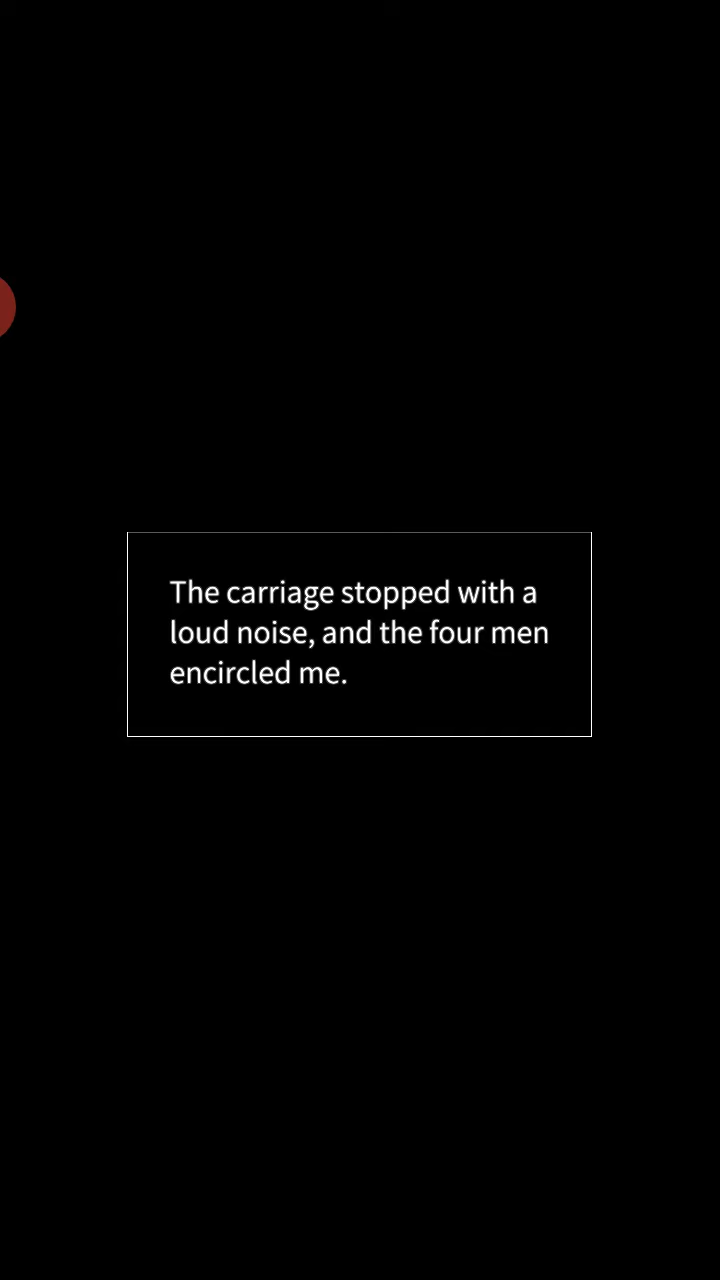 The carriage stopped with a
loud noise, and the four men
encircled me.